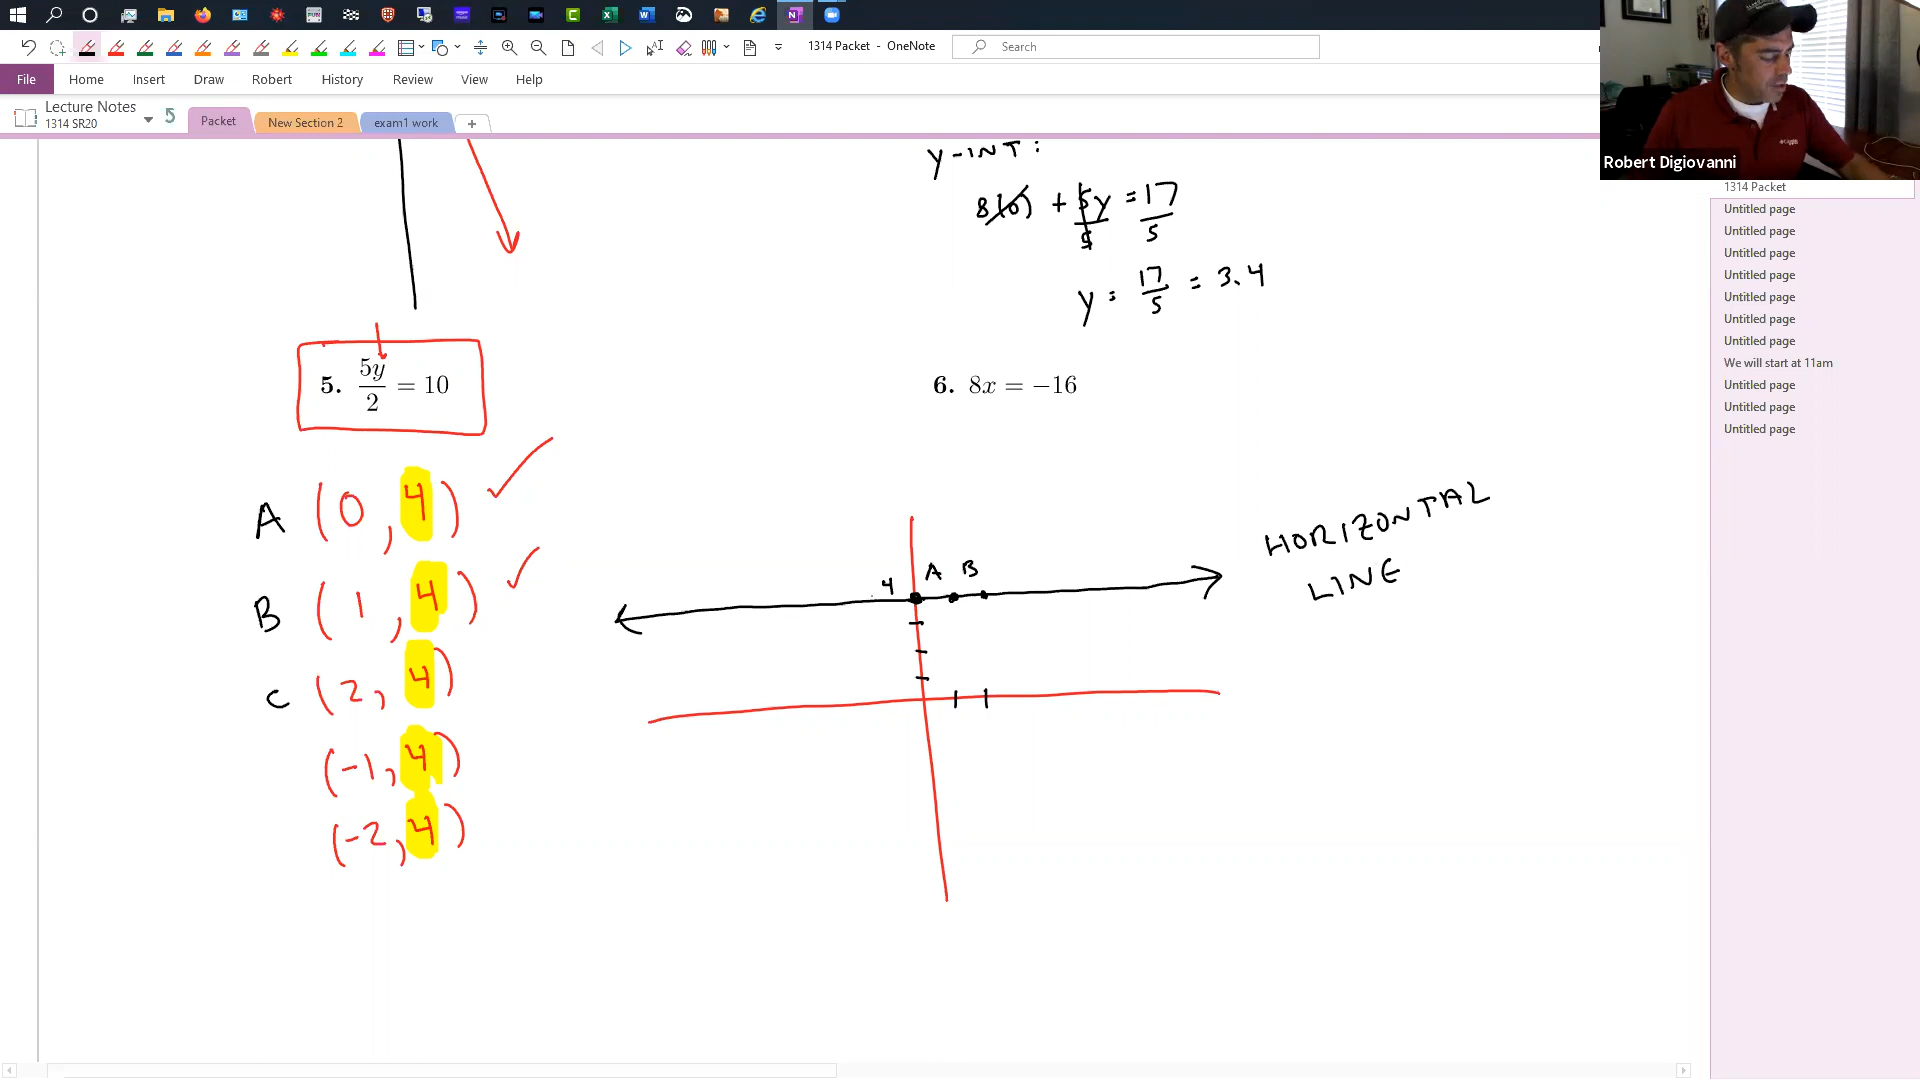 1314 Packet - OneNote
Search
File Home Insert Draw Robert History Review View Help
Lecture Notes
1314 SR20
Packet New Section 2 exam1 work +
Robert Digiovanni
1314 Packet
Untitled page
Untitled page
Untitled page
Untitled page
Untitled page
Untitled page
Untitled page
We will start at 11am
Untitled page
Untitled page
Untitled page
y-INT:
8(0) + 5y/5 = 17/5
y = 17/5 = 3.4
5. 5y/2 = 10
6. 8x = −16
A (0, 4)
B (1, 4)
C (2, 4)
(-1, 4)
(-2, 4)
4 A B
HORIZONTAL
LINE